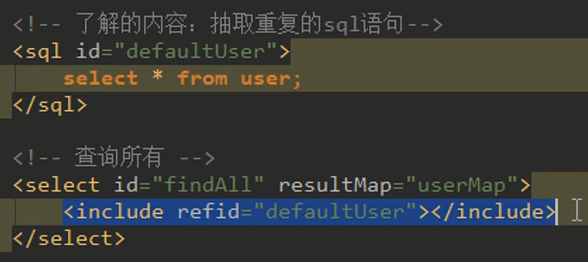 <!-- 了解的内容：抽取重复的sql语句-->
<sql id="defaultUser">
    select * from user;
</sql>

<!-- 查询所有 -->
<select id="findAll" resultMap="userMap">
    <include refid="defaultUser"></include>
</select>